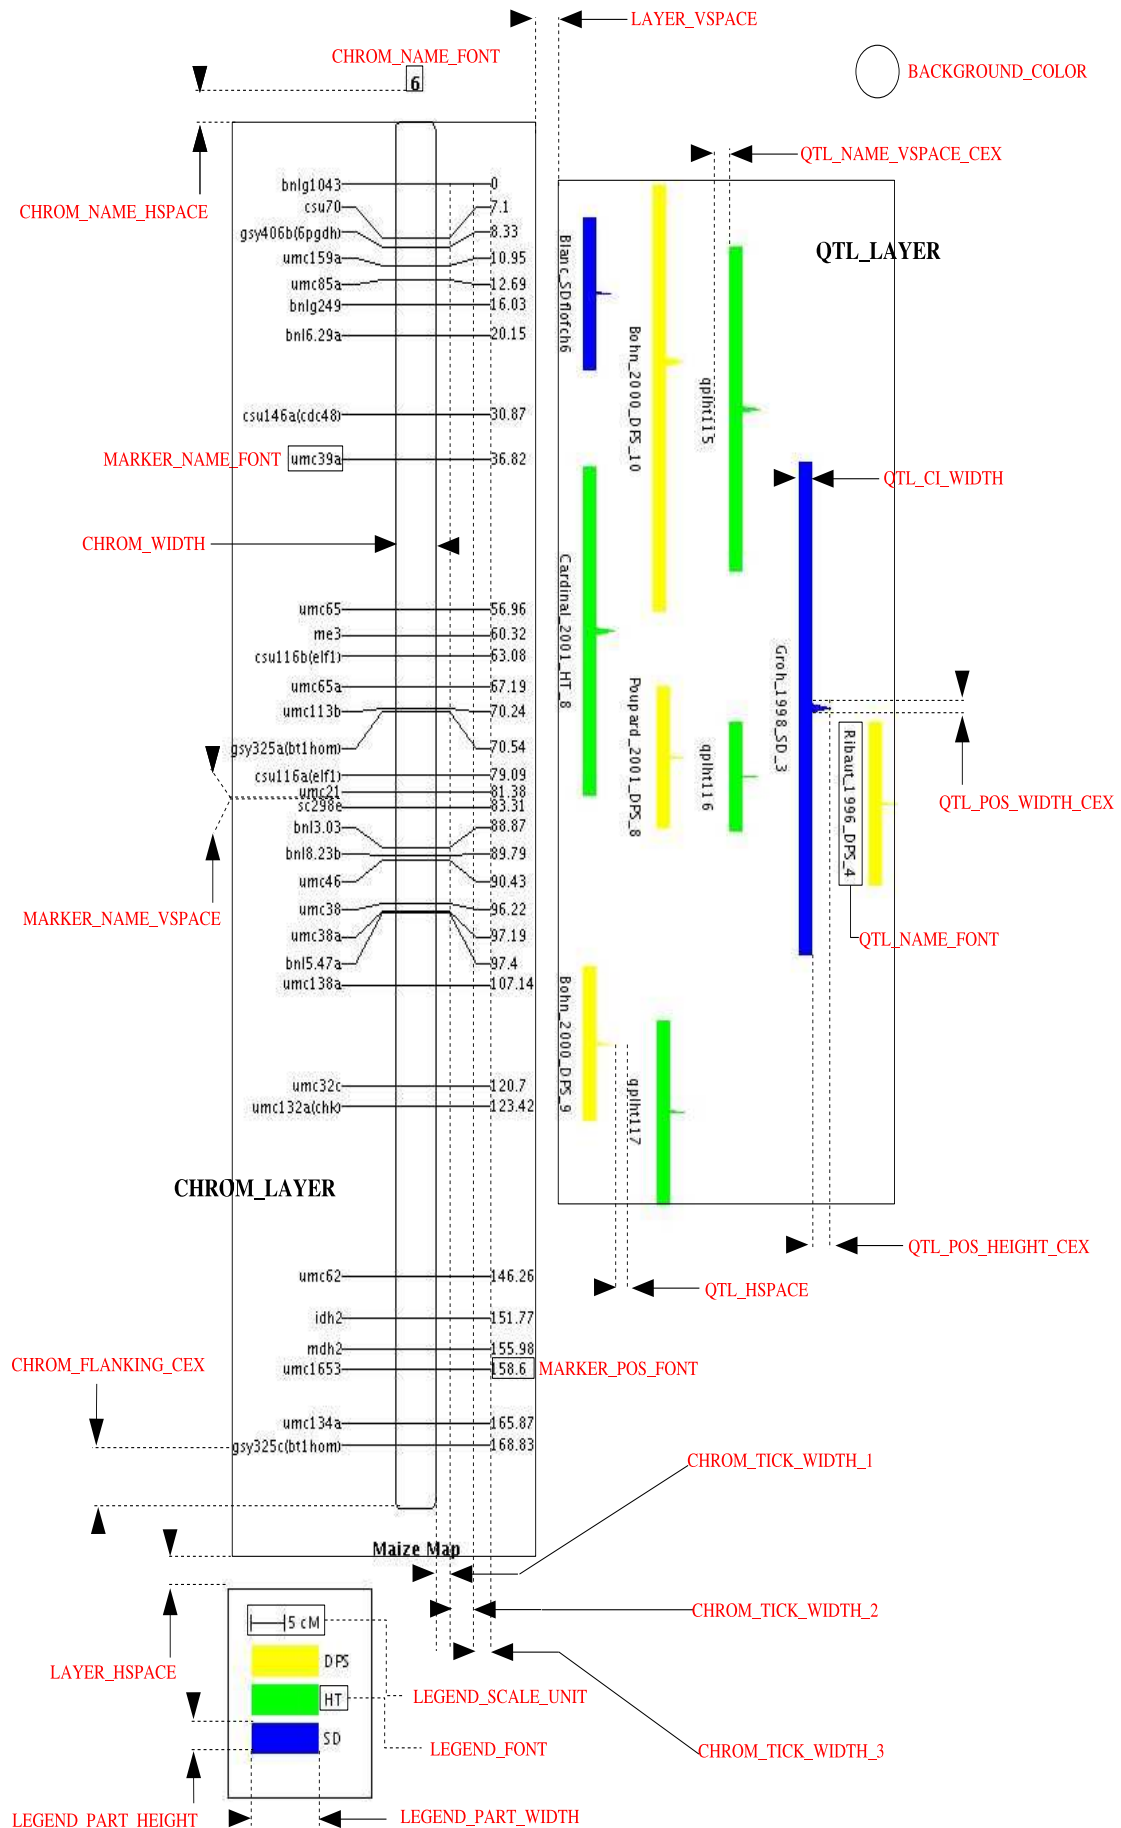 LAYER_VSPACE
CHROM_NAME_FONT
BACKGROUND_COLOR
6
QTL_NAME_VSPACE_CEX
CHROM_NAME_HSPACE
bnlg1043 0
csu70 7.1
gsy406b(6pgdh) 8.33
umc159a 10.95
umc85a 12.69
bnlg249 16.03
bnl6.29a 20.15
csu146a(cdc48) 30.87
MARKER_NAME_FONT umc39a 36.82
CHROM_WIDTH
umc65 56.96
me3 60.32
csu116b(elf1) 63.08
umc65a 67.19
umc113b 70.24
gsy325a(bt1hom) 70.54
csu116a(elf1) 79.09
umc21 81.38
sc298e 83.31
bnl3.03 88.87
bnl8.23b 89.79
umc46 90.43
umc38 96.22
umc38a 97.19
bnl5.47a 97.4
umc138a 107.14
MARKER_NAME_VSPACE
umc32c 120.7
umc132a(chk) 123.42
CHROM_LAYER
umc62 146.26
idh2 151.77
mdh2 155.98
umc1653 158.6 MARKER_POS_FONT
CHROM_FLANKING_CEX
umc134a 165.87
gsy325c(bt1hom) 168.83
Maize Map
QTL_LAYER
Blanc_SDflofch6
Bohn_2000_DPS_10
qplht115
QTL_CI_WIDTH
Cardinal_2001_HT_8
Poupard_2001_DPS_8
qplht116
Groh_1998_SD_3
Ribaut_1996_DPS_4
QTL_POS_WIDTH_CEX
QTL_NAME_FONT
Bohn_2000_DPS_9
qplht117
QTL_POS_HEIGHT_CEX
QTL_HSPACE
CHROM_TICK_WIDTH_1
CHROM_TICK_WIDTH_2
CHROM_TICK_WIDTH_3
LAYER_HSPACE
5 cM
DPS
HT
SD
LEGEND_SCALE_UNIT
LEGEND_FONT
LEGEND_PART_HEIGHT
LEGEND_PART_WIDTH